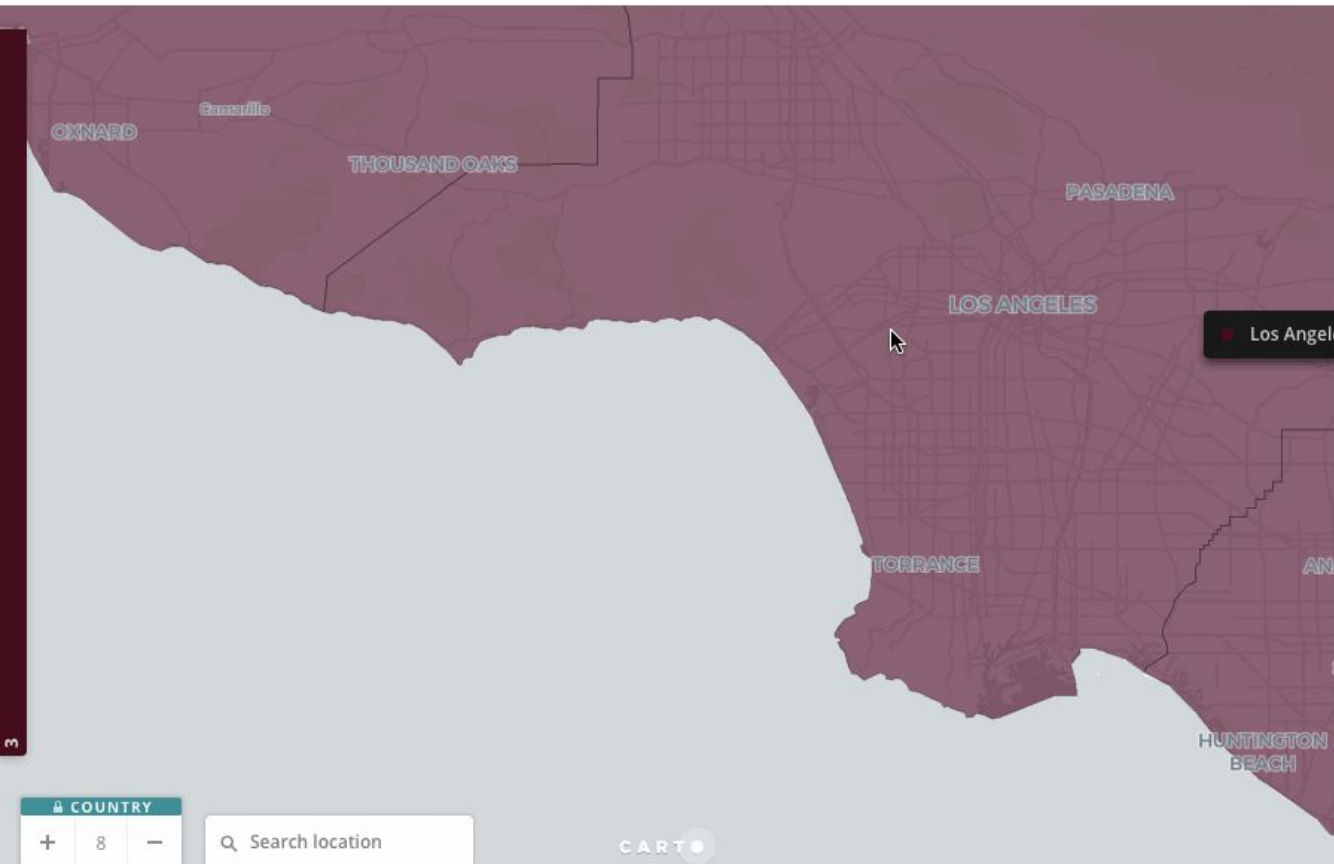 Camarillo
OXNARD
THOUSAND OAKS
PASADENA
LOS ANGELES
Los Angel
TORRANCE
AN
3
HUNTINGTON
BEACH
COUNTRY
+ 8 −
Search location
CARTO